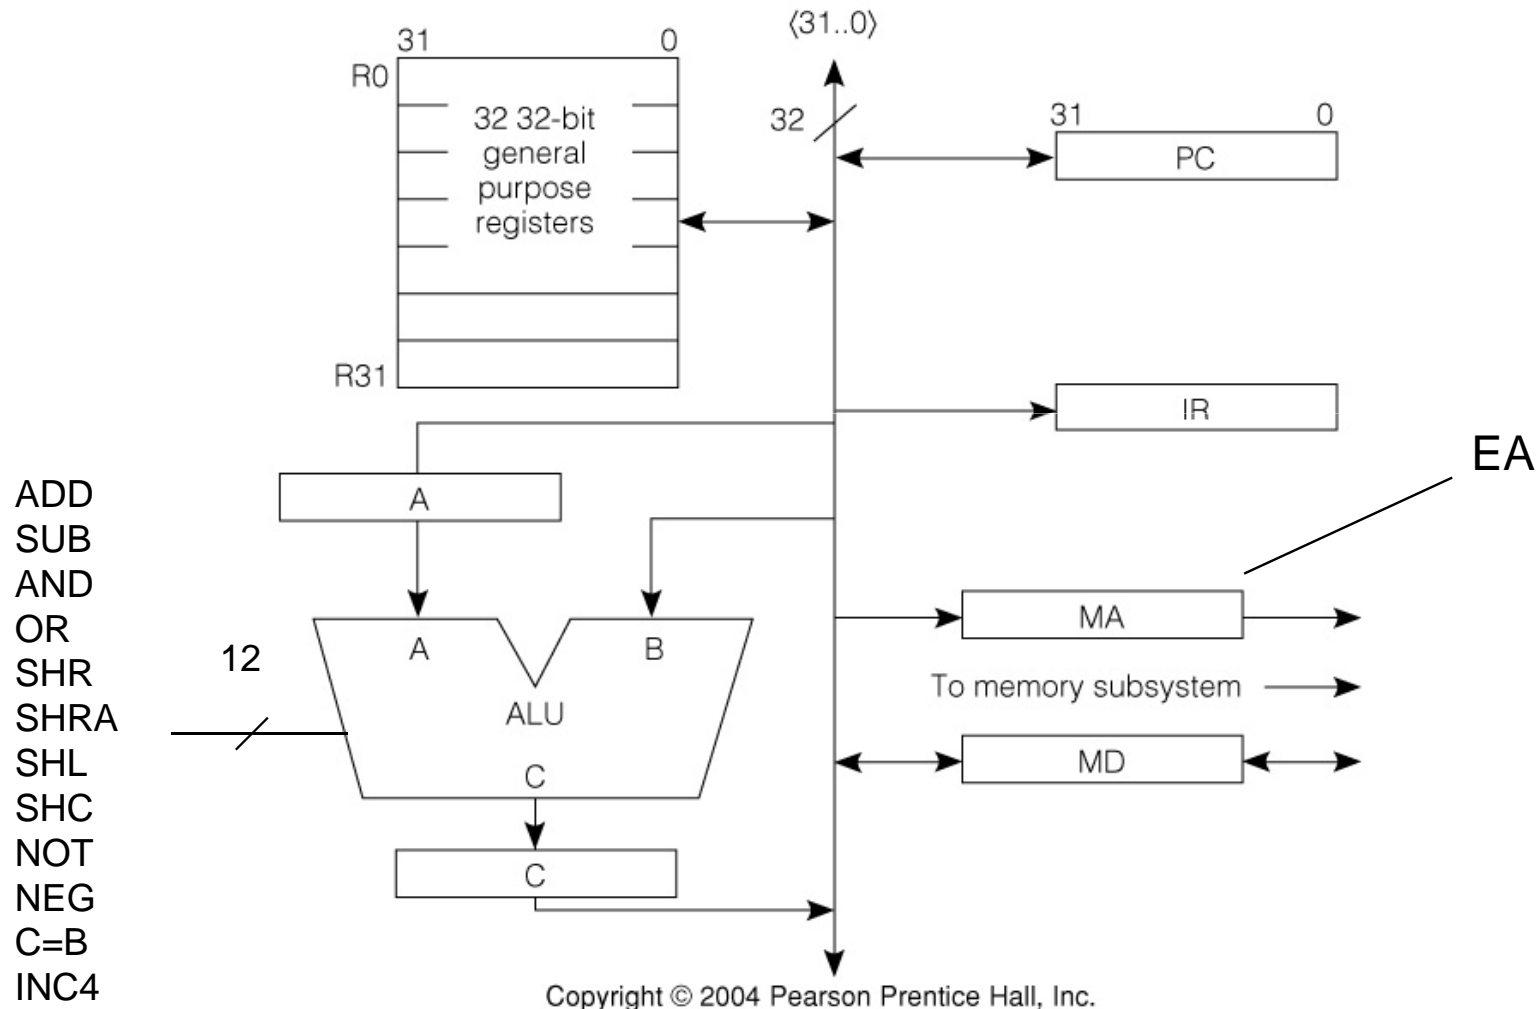 ⟨31..0⟩
31
0
R0
32 32-bit
general
purpose
registers
R31
32
31
0
PC
IR
EA
A
ADD
SUB
AND
OR
SHR
SHRA
SHL
SHC
NOT
NEG
C=B
INC4
12
A
B
ALU
C
C
MA
To memory subsystem
MD
Copyright © 2004 Pearson Prentice Hall, Inc.